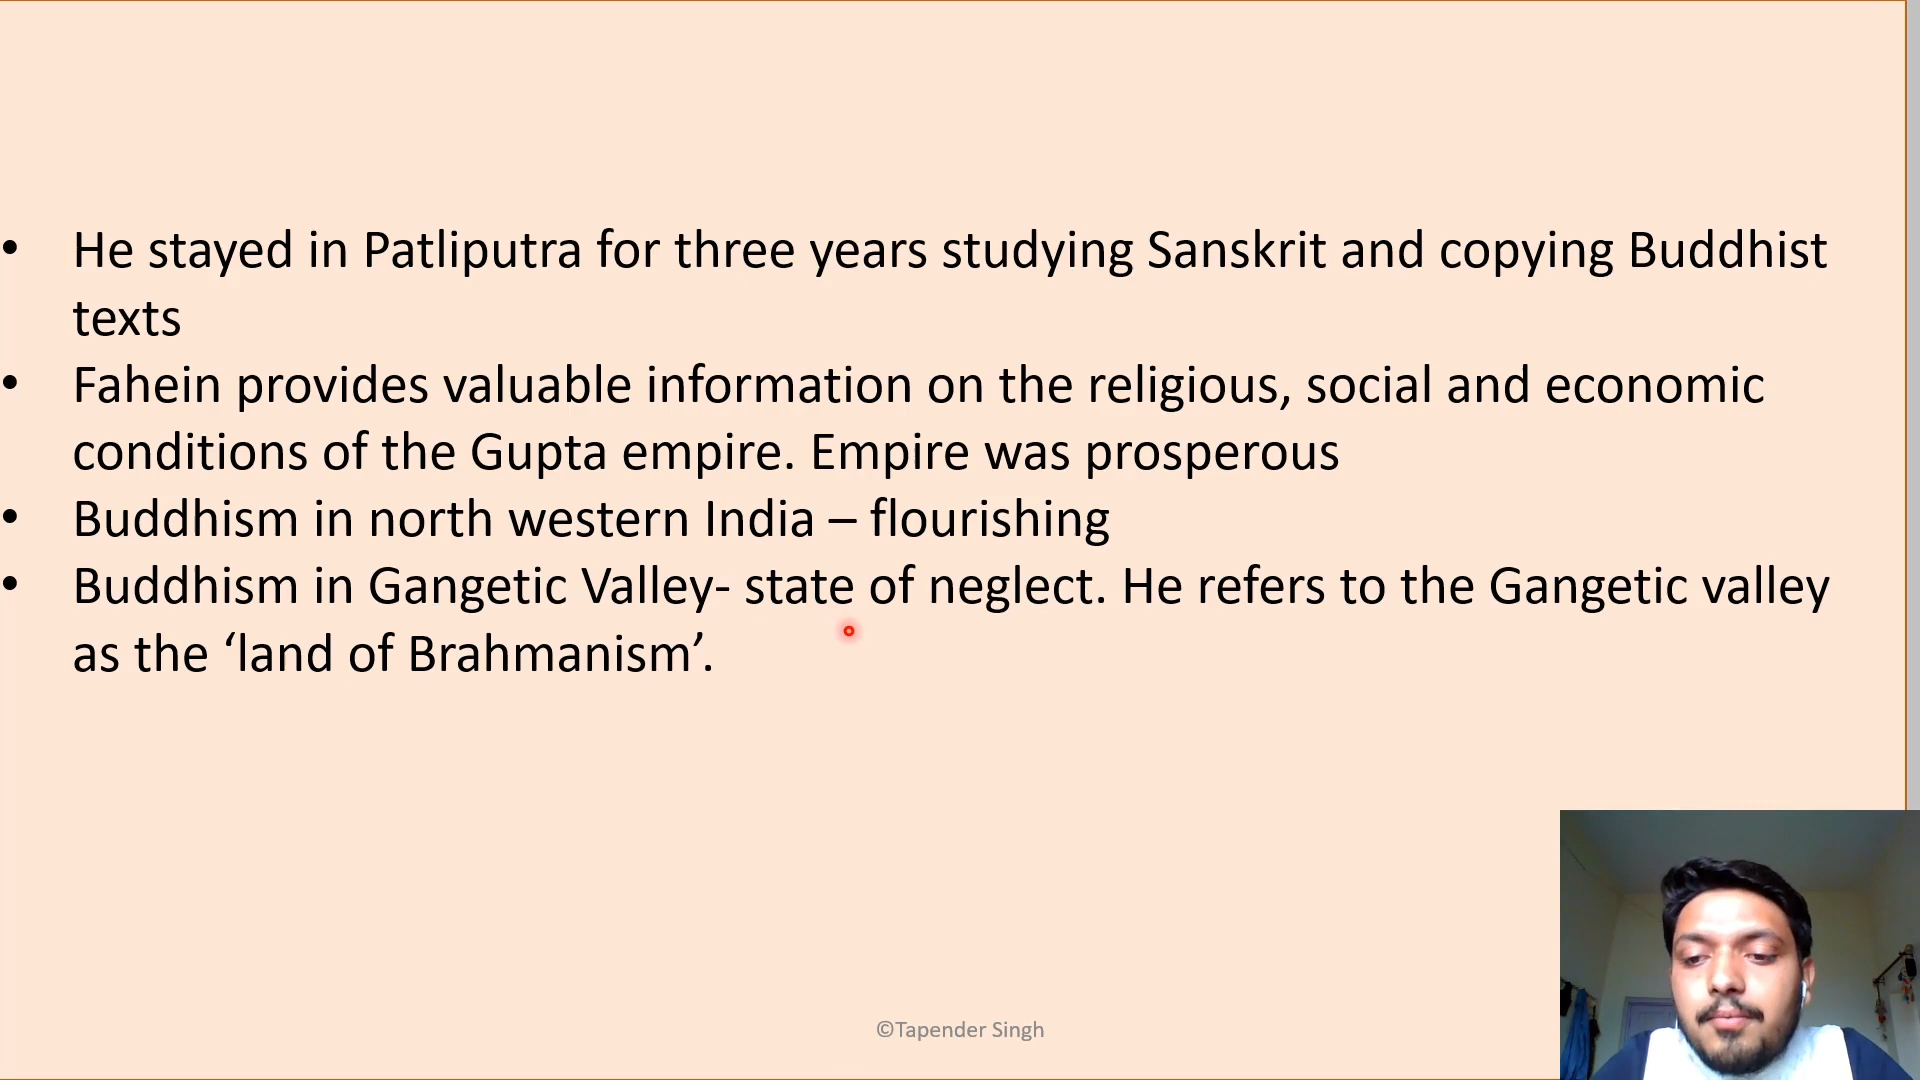 • He stayed in Patliputra for three years studying Sanskrit and copying Buddhist
texts
• Fahein provides valuable information on the religious, social and economic
conditions of the Gupta empire. Empire was prosperous
• Buddhism in north western India – flourishing
• Buddhism in Gangetic Valley- state of neglect. He refers to the Gangetic valley
as the ‘land of Brahmanism’.
©Tapender Singh